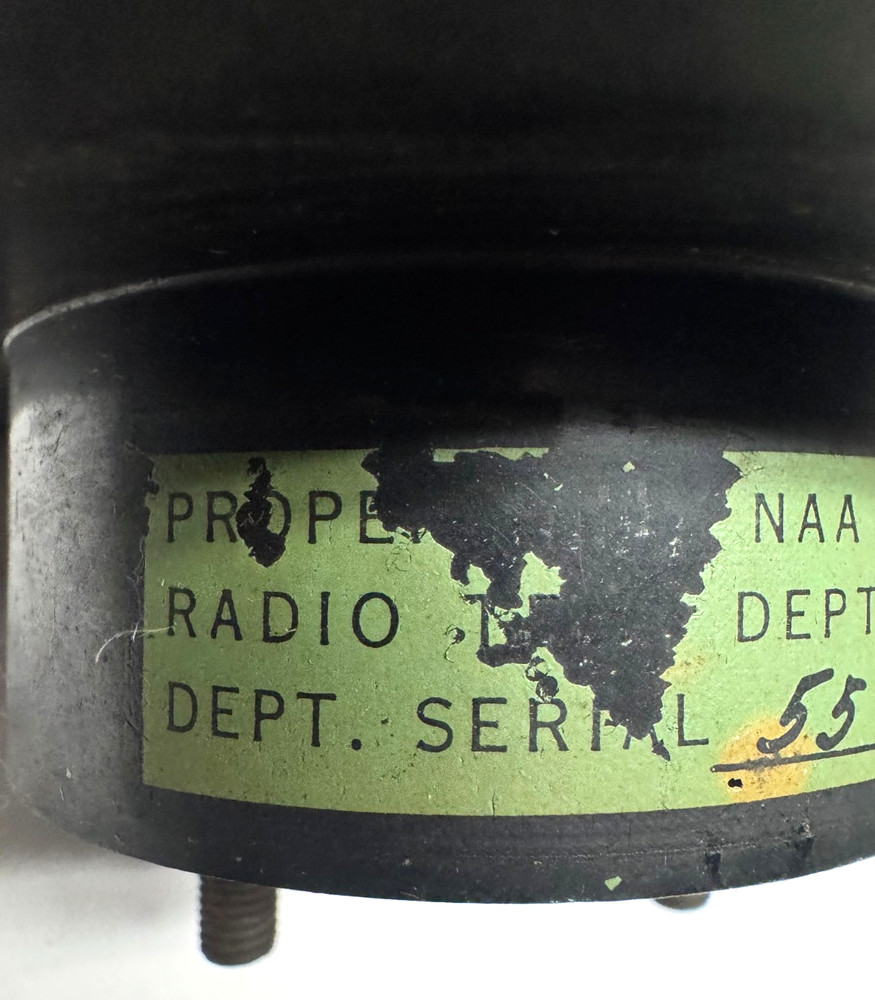 PROPE NAA
RADIO DEPT
DEPT. SERIAL 55